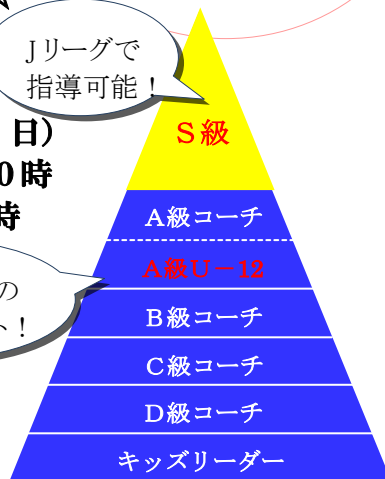 Jリーグで
指導可能！
日）
0時
時
の
ト！
S級
A級コーチ
A級U－12
B級コーチ
C級コーチ
D級コーチ
キッズリーダー